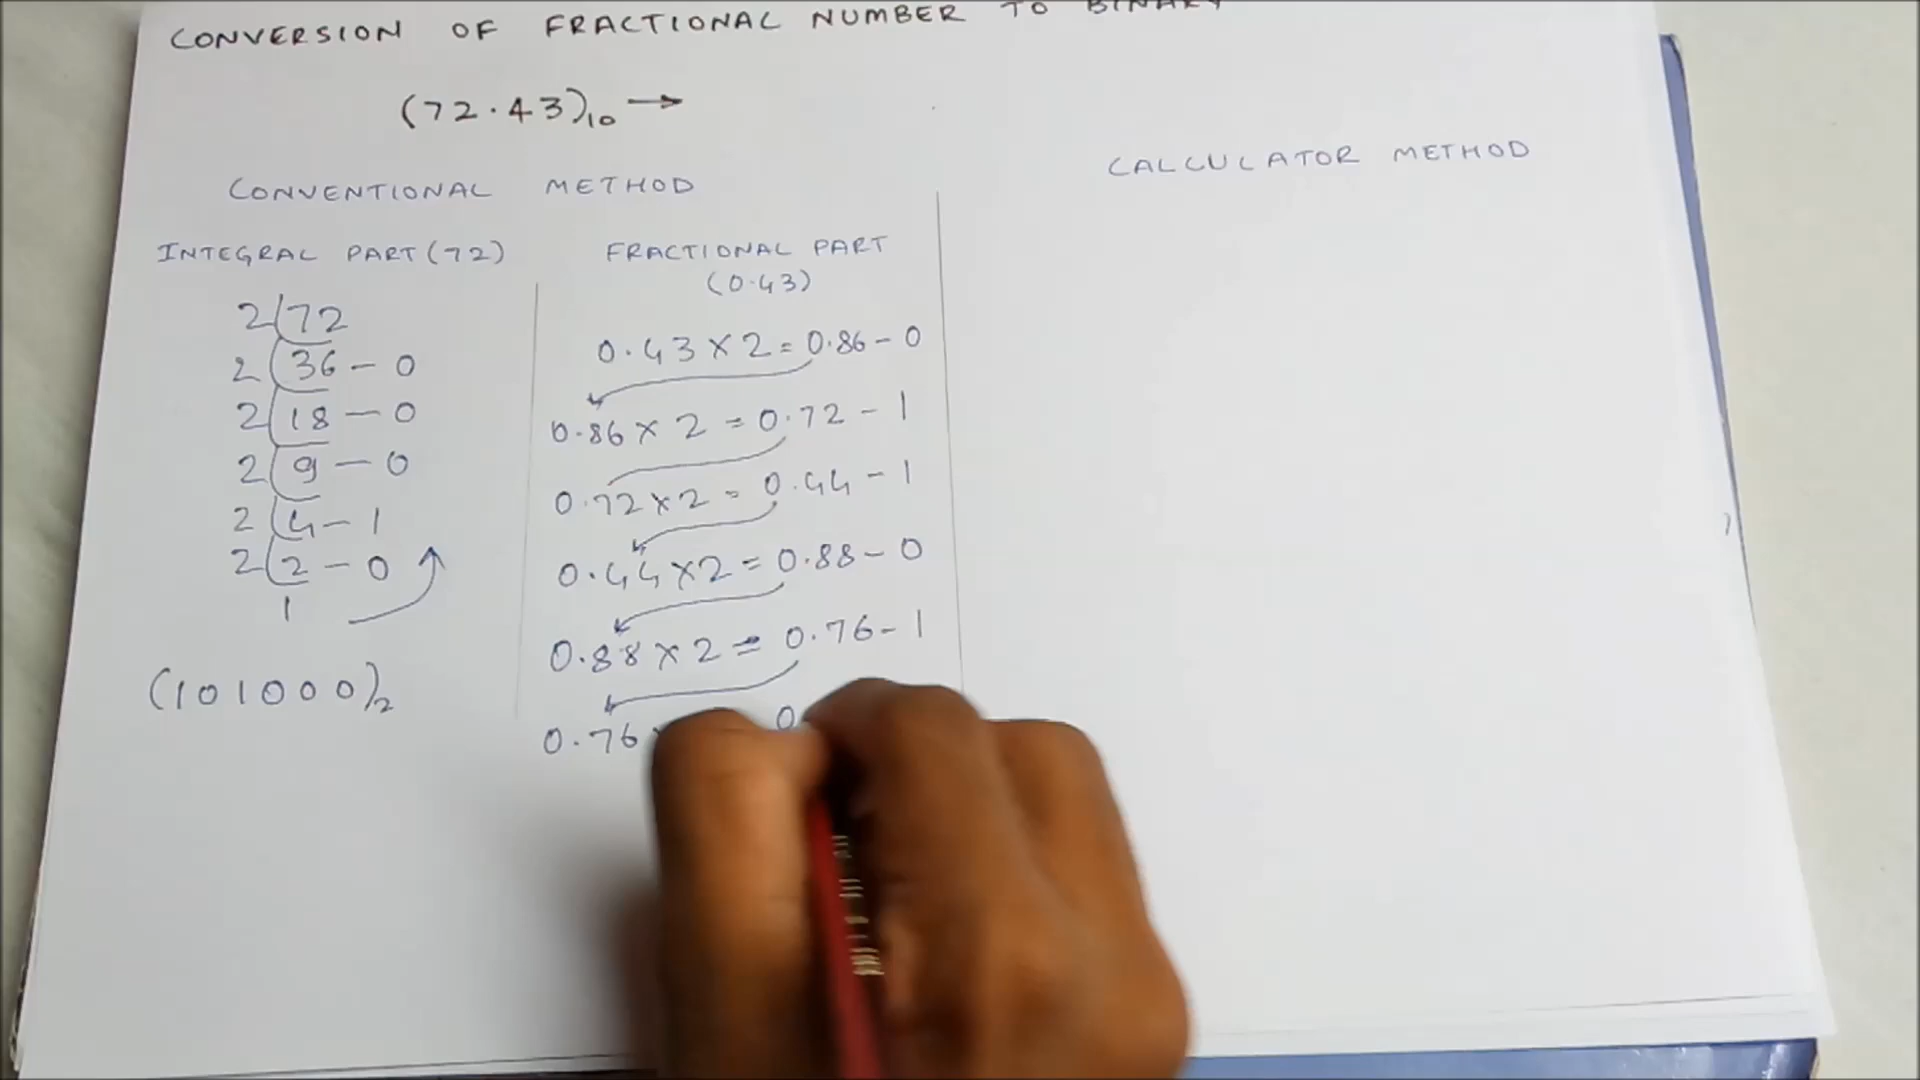 CONVERSION OF FRACTIONAL NUMBER TO BINARY
(72.43)10 →
CONVENTIONAL METHOD
INTEGRAL PART (72)
2 72
2 36 - 0
2 18 - 0
2 9 - 0
2 4 - 1
2 2 - 0
1
(101000)2
FRACTIONAL PART
(0.43)
0.43 × 2 = 0.86 - 0
0.86 × 2 = 0.72 - 1
0.72 × 2 = 0.44 - 1
0.44 × 2 = 0.88 - 0
0.88 × 2 = 0.76 - 1
0.76
CALCULATOR METHOD